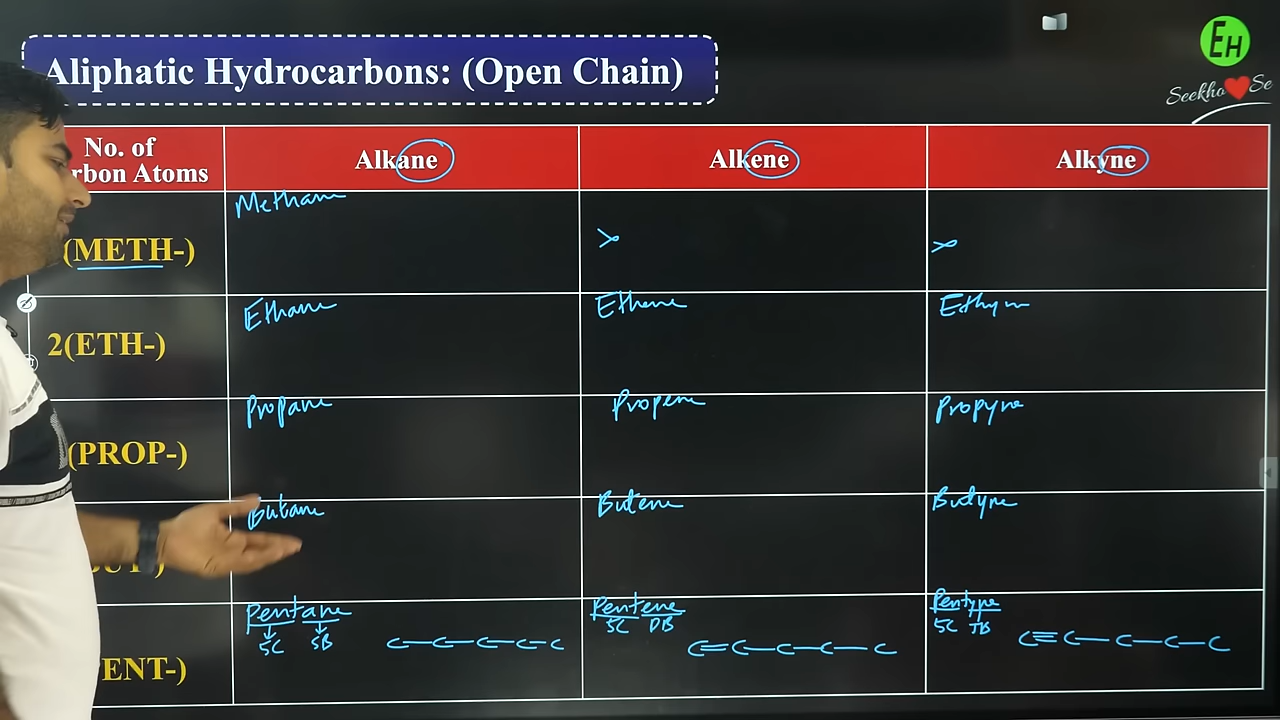 Aliphatic Hydrocarbons: (Open Chain)
EH
Seekho ❤ Se
No. of
rbon Atoms
Alkane
Alkene
Alkyne
(METH-)
Methane
2(ETH-)
Ethane
Ethene
Ethyn
(PROP-)
Propane
Propene
Propyne
Butane
Butene
Butyne
ENT-)
Pentane
5C SB
C—C—C—C—C
Pentene
5C DB
C=C—C—C—C
Pentyne
5C TB
C≡C—C—C—C